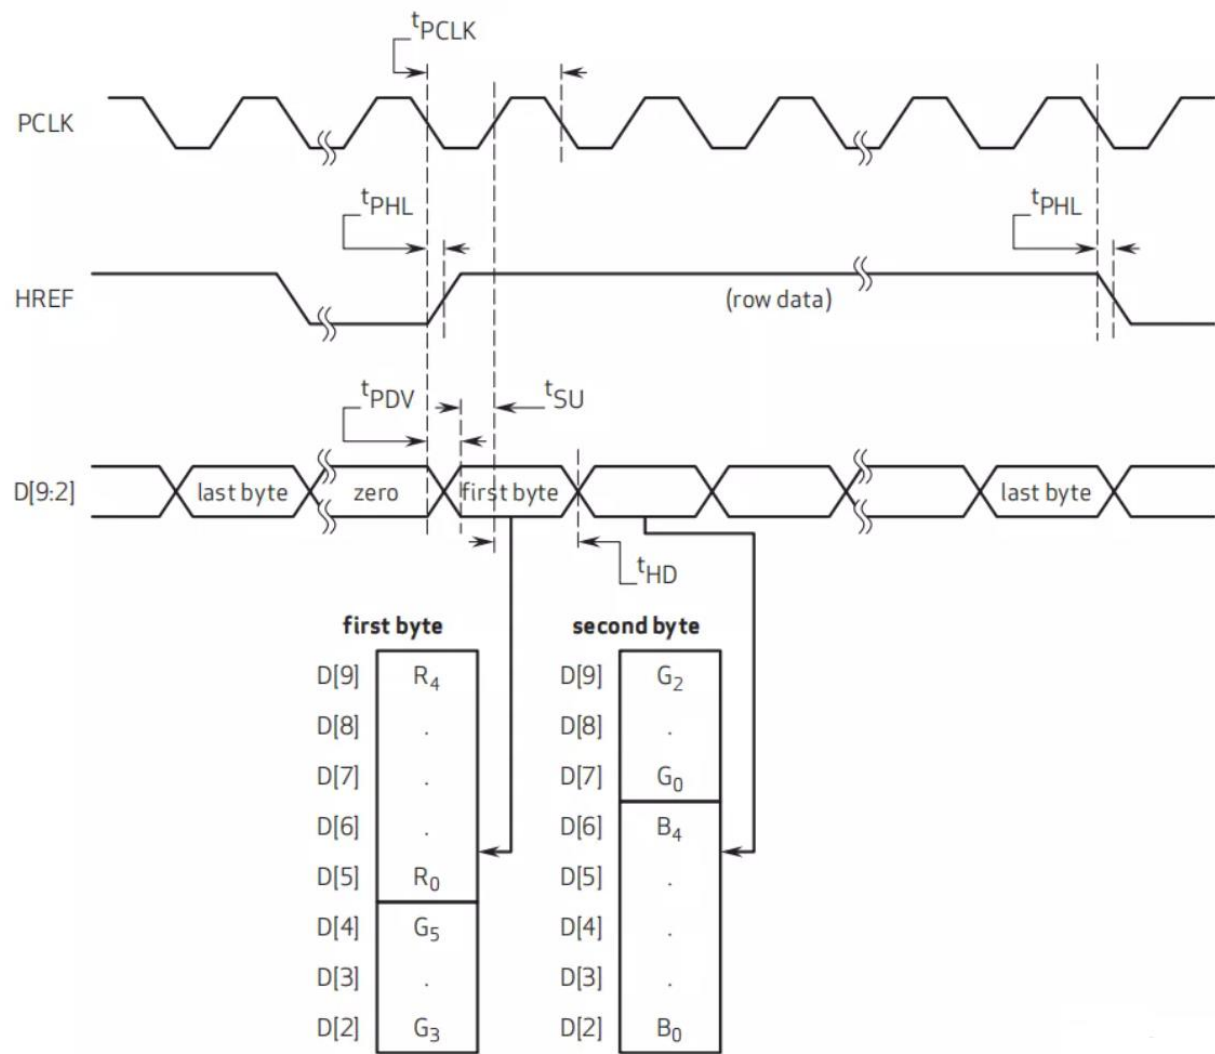 tPCLK
PCLK
tPHL
tPHL
HREF
(row data)
tPDV
tSU
D[9:2]
last byte
zero
first byte
last byte
tHD
first byte
second byte
D[9] R4 D[9] G2
D[8] . D[8] .
D[7] . D[7] G0
D[6] . D[6] B4
D[5] R0 D[5] .
D[4] G5 D[4] .
D[3] . D[3] .
D[2] G3 D[2] B0